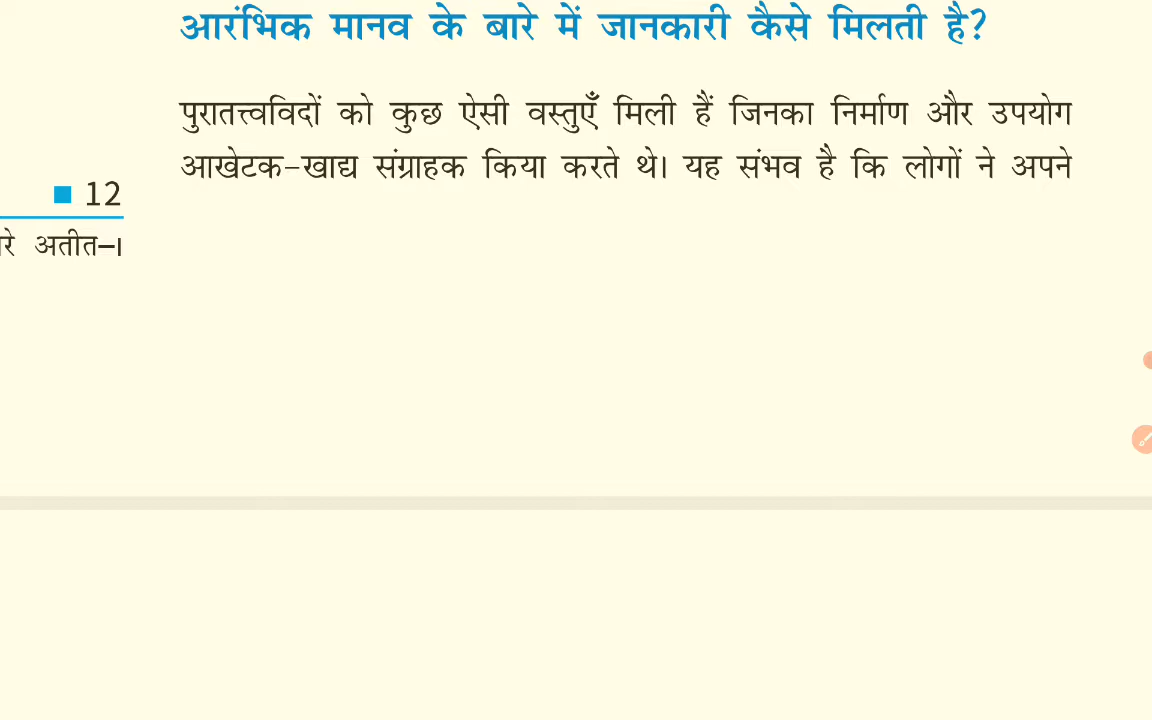 आरंभिक मानव के बारे में जानकारी कैसे मिलती है?
पुरातत्त्वविदों को कुछ ऐसी वस्तुएँ मिली हैं जिनका निर्माण और उपयोग
आखेटक-खाद्य संग्राहक किया करते थे। यह संभव है कि लोगों ने अपने
■ 12
अतीत–I